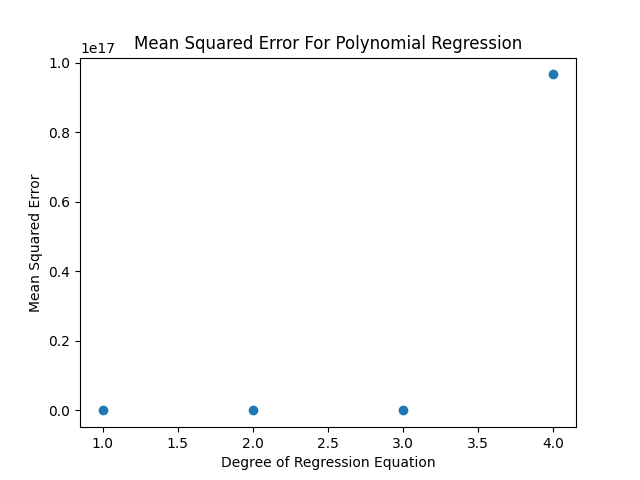 Mean Squared Error For Polynomial Regression
1e17
1.0
0.8
0.6
0.4
0.2
0.0
Mean Squared Error
1.0 1.5 2.0 2.5 3.0 3.5 4.0
Degree of Regression Equation